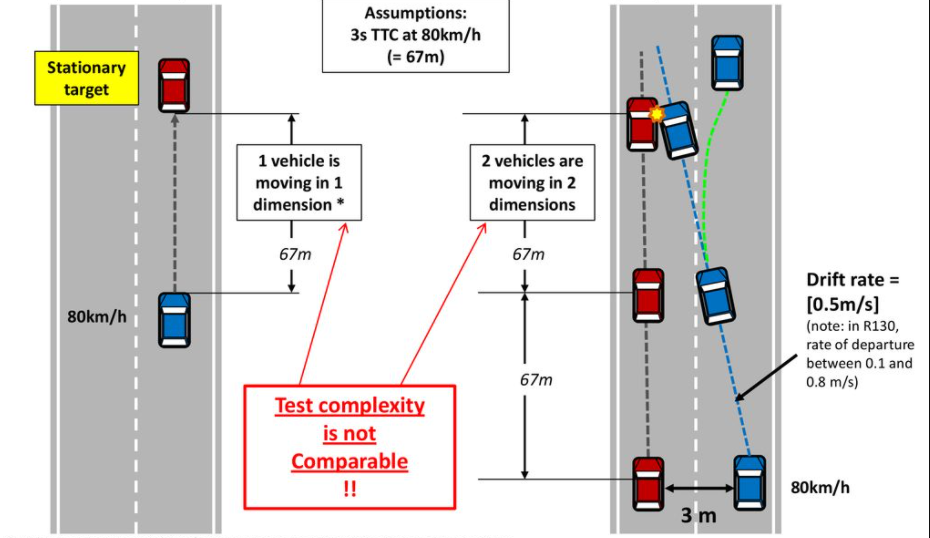 Assumptions:
3s TTC at 80km/h
(= 67m)
Stationary
target
1 vehicle is
moving in 1
dimension *
67m
80km/h
2 vehicles are
moving in 2
dimensions
67m
67m
Test complexity
is not
Comparable
!!
Drift rate =
[0.5m/s]
(note: in R130,
rate of departure
between 0.1 and
0.8 m/s)
80km/h
3 m